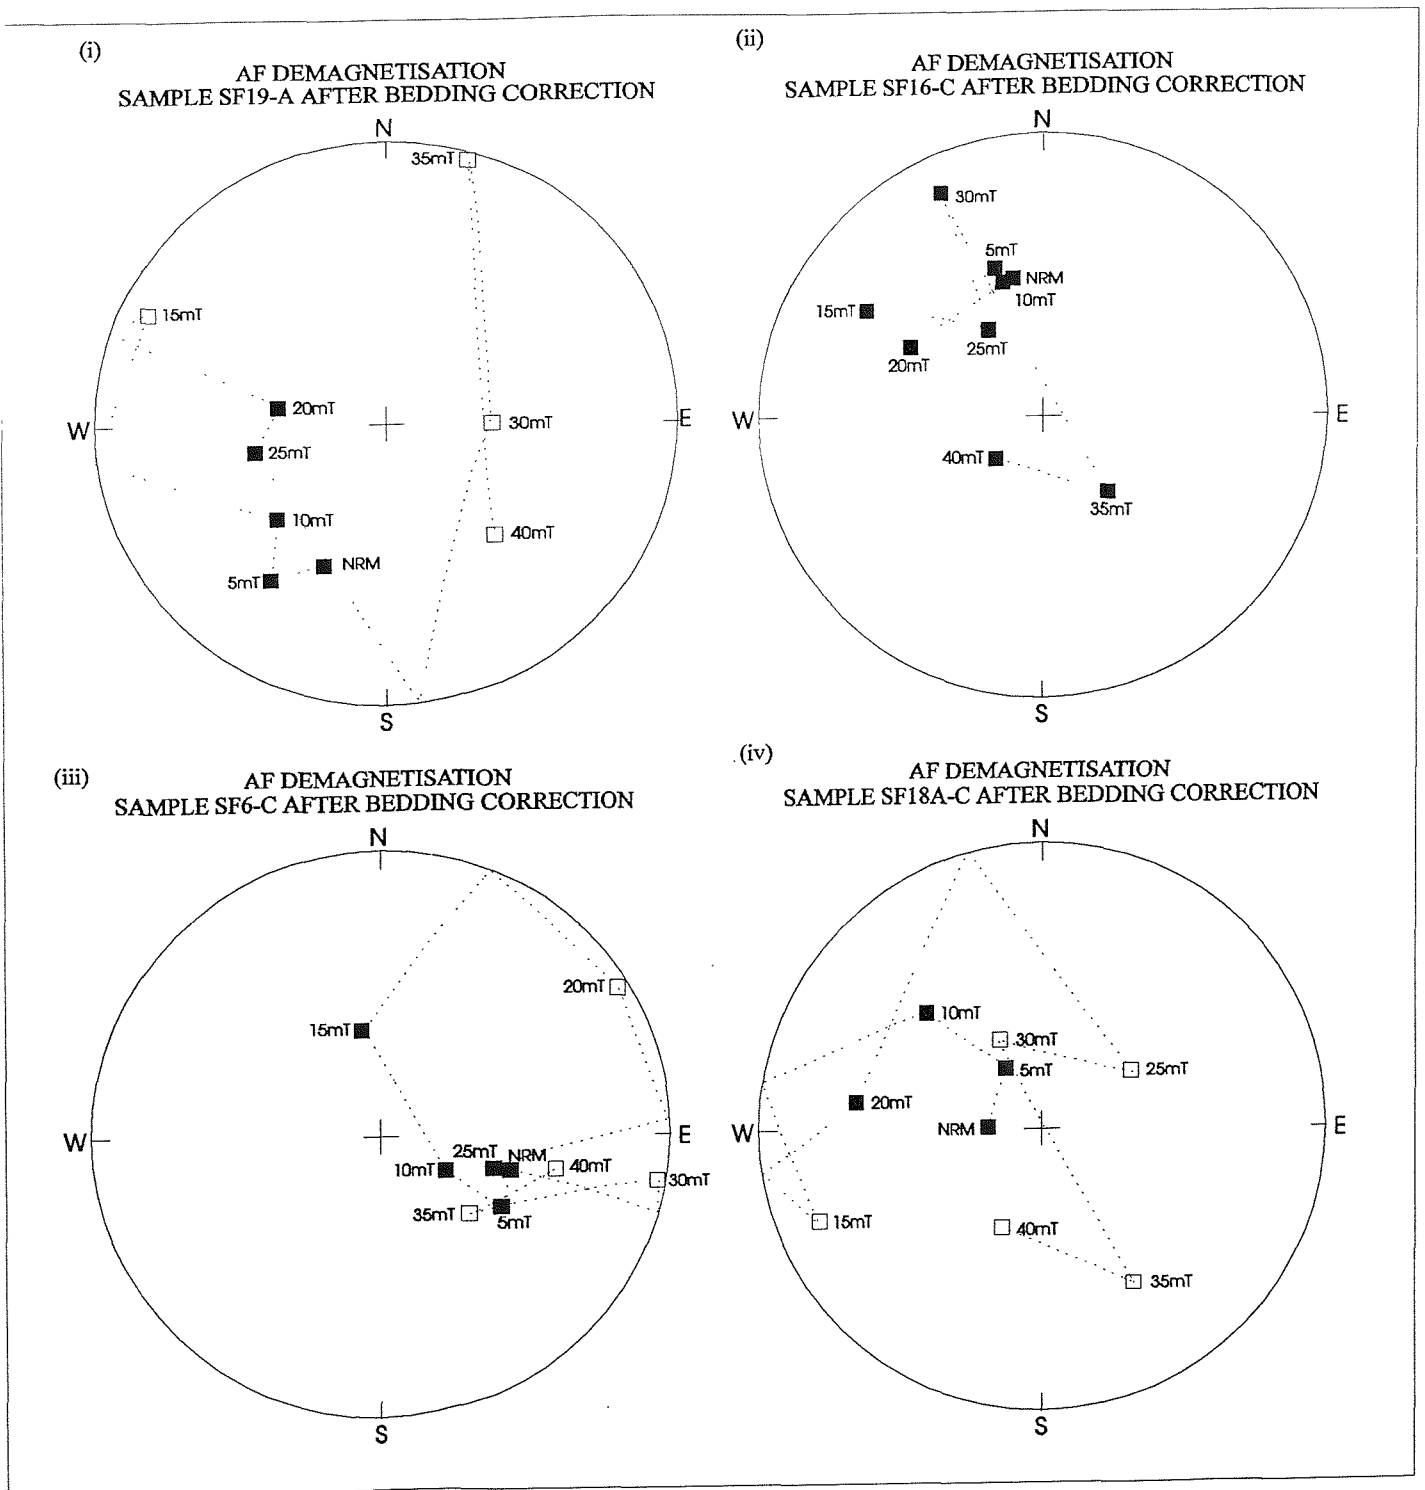 (i)
AF DEMAGNETISATION
SAMPLE SF19-A AFTER BEDDING CORRECTION
N
35mT
15mT
20mT
W
30mT
E
25mT
10mT
40mT
NRM
5mT
S
(ii)
AF DEMAGNETISATION
SAMPLE SF16-C AFTER BEDDING CORRECTION
N
30mT
5mT
NRM
10mT
15mT
25mT
20mT
W
E
40mT
35mT
S
(iii)
AF DEMAGNETISATION
SAMPLE SF6-C AFTER BEDDING CORRECTION
N
20mT
15mT
W
E
25mT
NRM
10mT
40mT
30mT
35mT
5mT
S
(iv)
AF DEMAGNETISATION
SAMPLE SF18A-C AFTER BEDDING CORRECTION
N
10mT
30mT
5mT
25mT
20mT
W
NRM
E
15mT
40mT
35mT
S